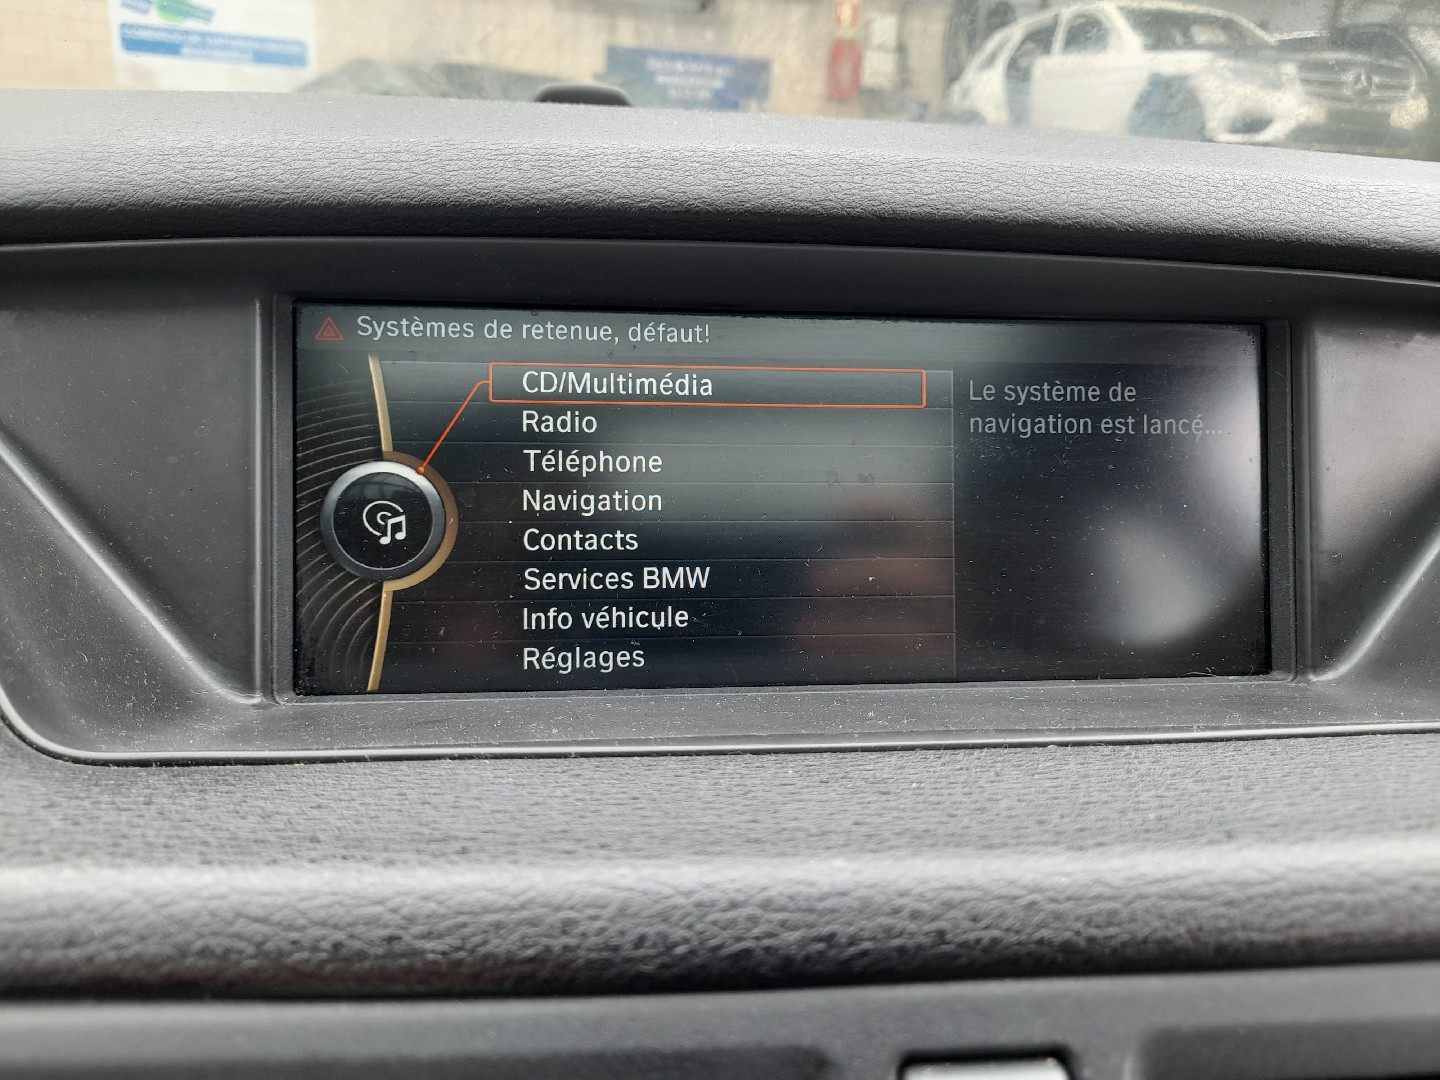 Systèmes de retenue, défaut!
CD/Multimédia
Radio
Téléphone
Navigation
Contacts
Services BMW
Info véhicule
Réglages
Le système de
navigation est lancé...